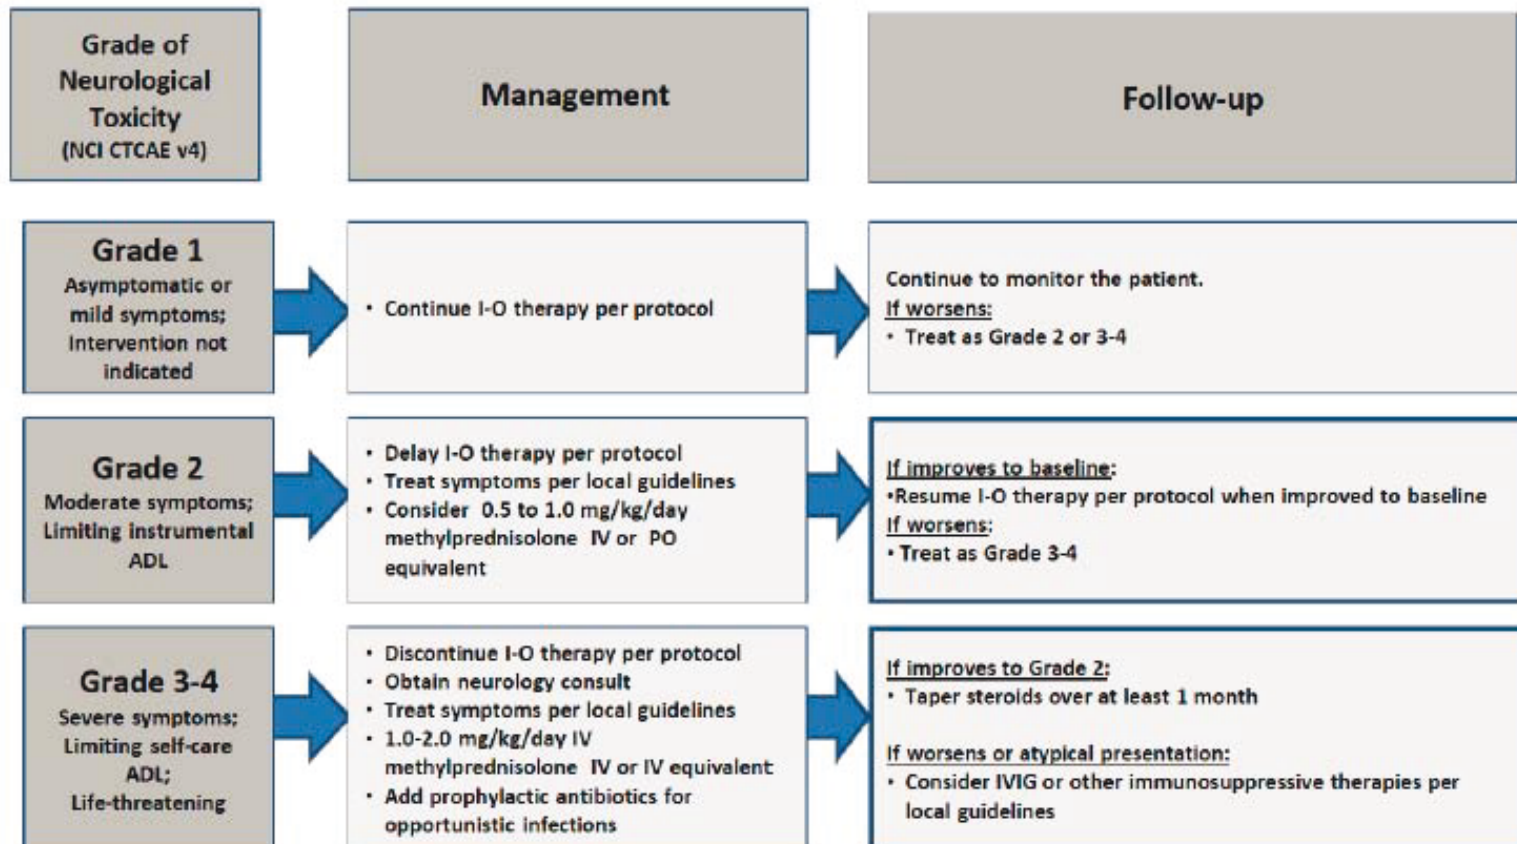 Grade of
Neurological
Toxicity
(NCI CTCAE v4)
Management
Follow-up
Grade 1
Asymptomatic or
mild symptoms;
Intervention not
indicated
• Continue I-O therapy per protocol
Continue to monitor the patient.
If worsens:
• Treat as Grade 2 or 3-4
Grade 2
Moderate symptoms;
Limiting instrumental
ADL
• Delay I-O therapy per protocol
• Treat symptoms per local guidelines
• Consider 0.5 to 1.0 mg/kg/day
methylprednisolone IV or PO
equivalent
If improves to baseline:
•Resume I-O therapy per protocol when improved to baseline
If worsens:
• Treat as Grade 3-4
Grade 3-4
Severe symptoms;
Limiting self-care
ADL;
Life-threatening
• Discontinue I-O therapy per protocol
• Obtain neurology consult
• Treat symptoms per local guidelines
• 1.0-2.0 mg/kg/day IV
methylprednisolone IV or IV equivalent
• Add prophylactic antibiotics for
opportunistic infections
If improves to Grade 2:
• Taper steroids over at least 1 month
If worsens or atypical presentation:
• Consider IVIG or other immunosuppressive therapies per
local guidelines